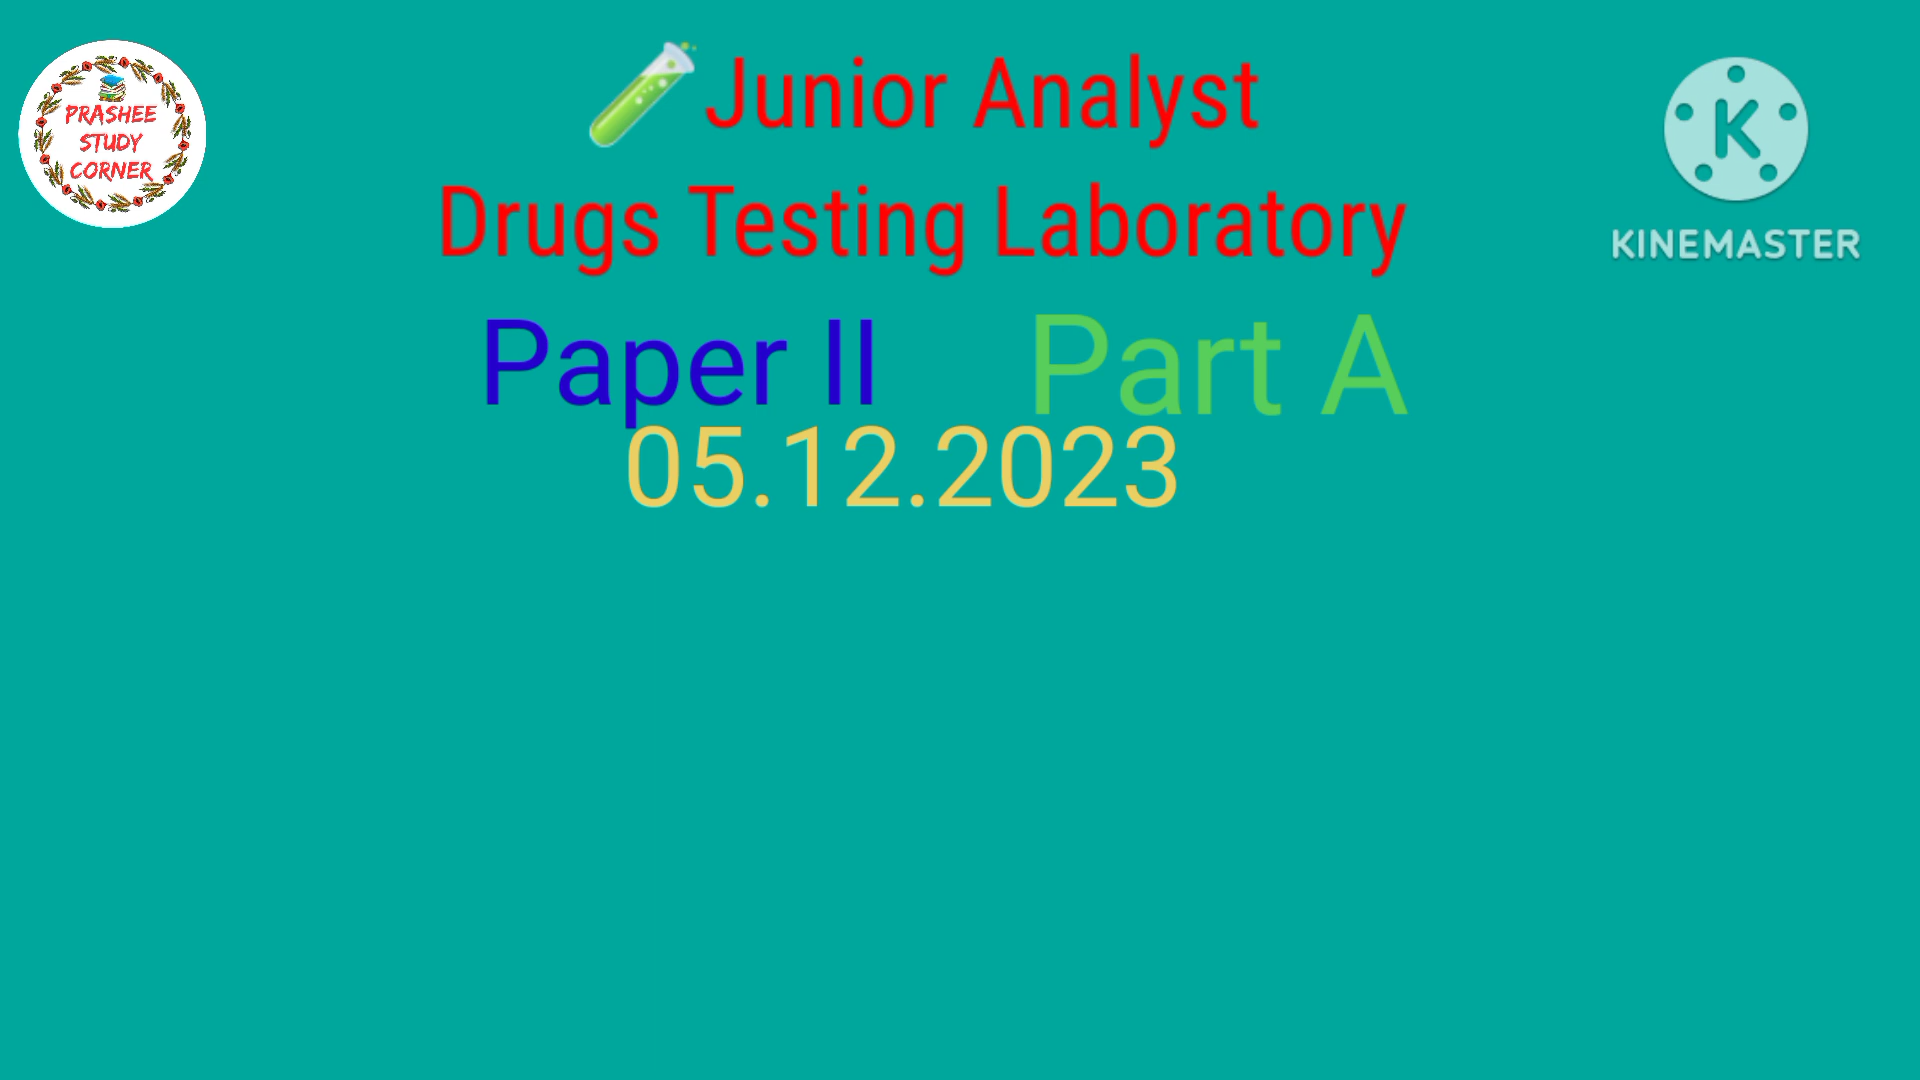 PRASHEE
STUDY
CORNER
Junior Analyst
Drugs Testing Laboratory
K
KINEMASTER
Paper II Part A
05.12.2023